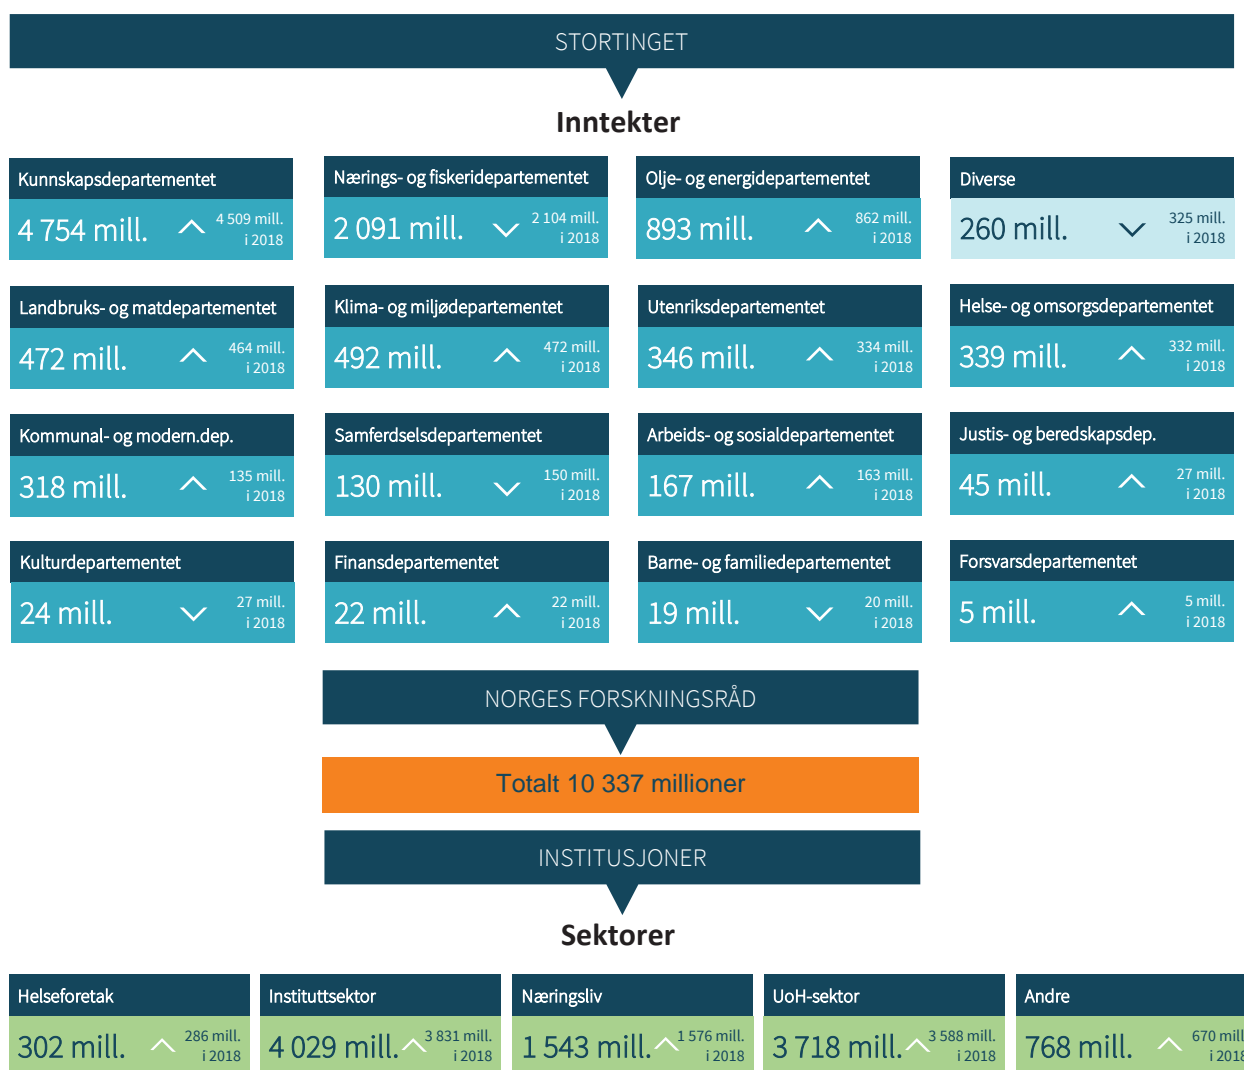 STORTINGET
Inntekter
Kunnskapsdepartementet
4 754 mill.
4 509 mill.
i 2018
Nærings- og fiskeridepartementet
2 091 mill.
2 104 mill.
i 2018
Olje- og energidepartementet
893 mill.
862 mill.
i 2018
Diverse
260 mill.
325 mill.
i 2018
Landbruks- og matdepartementet
472 mill.
464 mill.
i 2018
Klima- og miljødepartementet
492 mill.
472 mill.
i 2018
Utenriksdepartementet
346 mill.
334 mill.
i 2018
Helse- og omsorgsdepartementet
339 mill.
332 mill.
i 2018
Kommunal- og modern.dep.
318 mill.
135 mill.
i 2018
Samferdselsdepartementet
130 mill.
150 mill.
i 2018
Arbeids- og sosialdepartementet
167 mill.
163 mill.
i 2018
Justis- og beredskapsdep.
45 mill.
27 mill.
i 2018
Kulturdepartementet
24 mill.
27 mill.
i 2018
Finansdepartementet
22 mill.
22 mill.
i 2018
Barne- og familiedepartementet
19 mill.
20 mill.
i 2018
Forsvarsdepartementet
5 mill.
5 mill.
i 2018
NORGES FORSKNINGSRÅD
Totalt 10 337 millioner
INSTITUSJONER
Sektorer
Helseforetak
302 mill.
286 mill.
i 2018
Instituttsektor
4 029 mill.
3 831 mill.
i 2018
Næringsliv
1 543 mill.
1 576 mill.
i 2018
UoH-sektor
3 718 mill.
3 588 mill.
i 2018
Andre
768 mill.
670 mill
i 2018